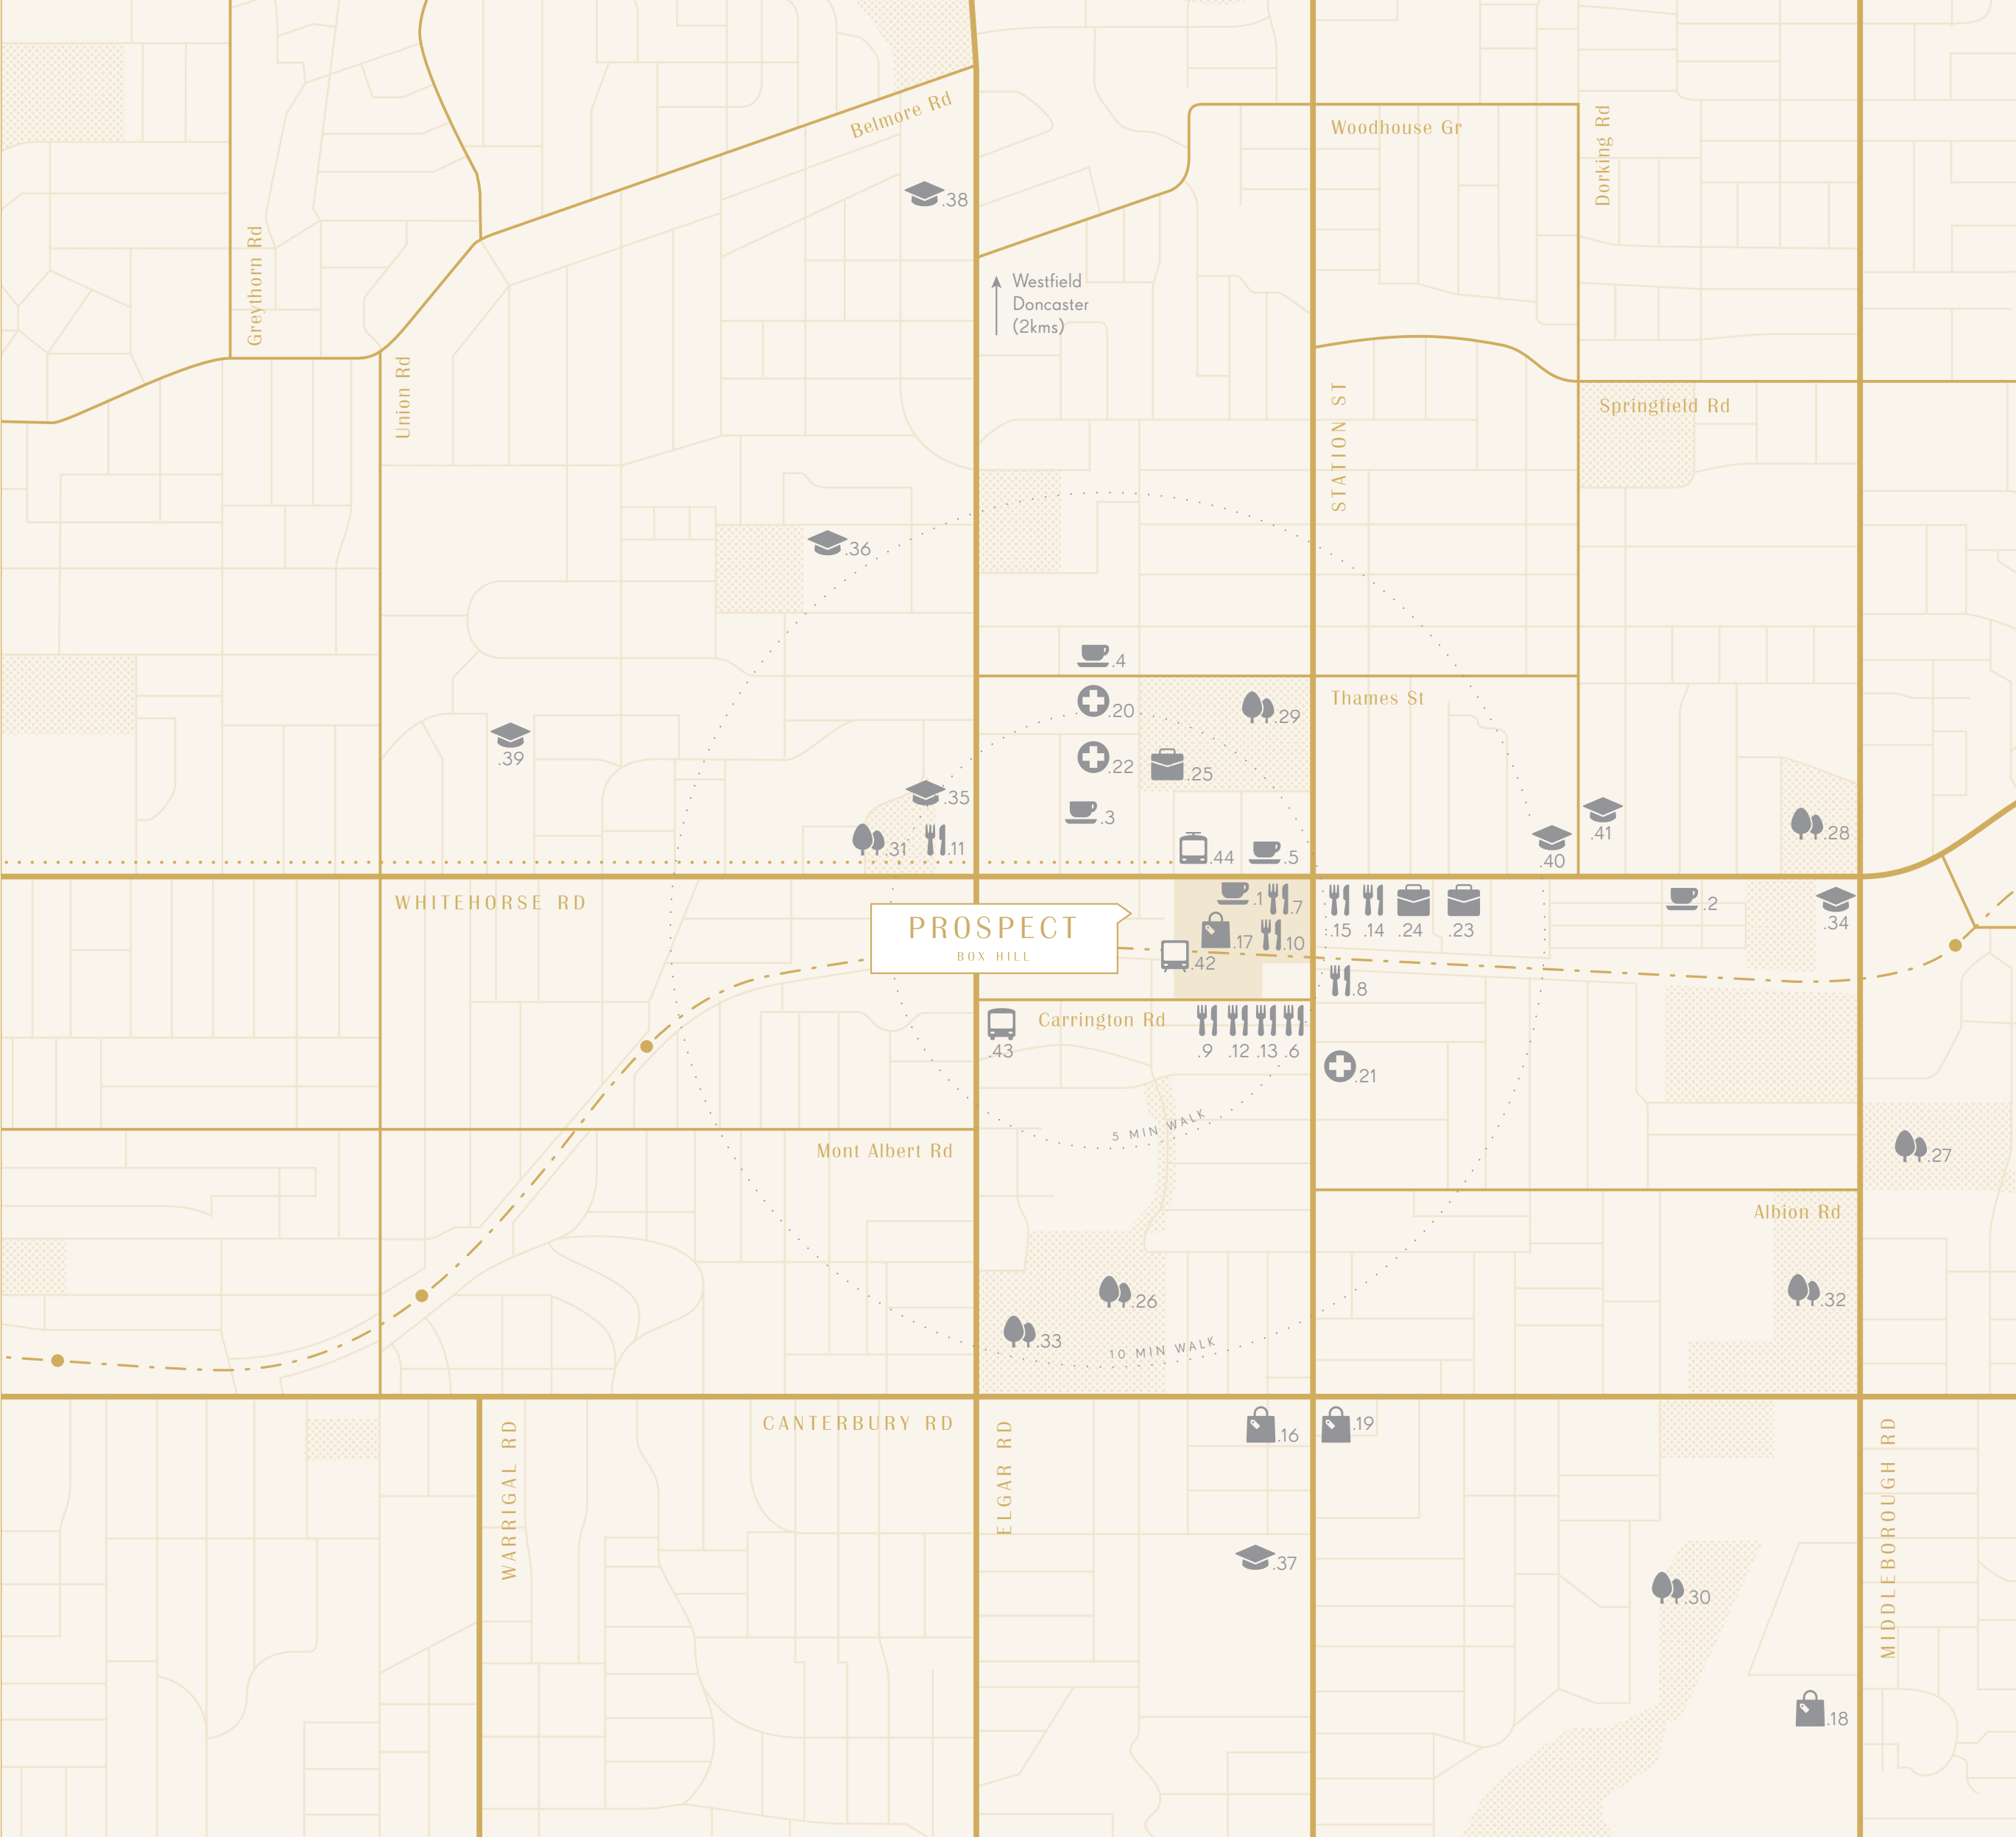 Belmore Rd
Woodhouse Gr
Dorking Rd
.38
Greythorn Rd
Westfield
Doncaster
(2kms)
Union Rd
STATION ST
Springfield Rd
.36
.4
Thames St
.20
.29
.39
.22
.25
.35
.3
.41
.28
.31
.11
.44
.5
.40
WHITEHORSE RD
PROSPECT
BOX HILL
.1
.7
.15
.14
.24
.23
.2
.34
.17
.10
.42
.8
Carrington Rd
.43
.9
.12
.13
.6
.21
5 MIN WALK
Mont Albert Rd
.27
Albion Rd
.26
.32
.33
10 MIN WALK
CANTERBURY RD
WARRIGAL RD
ELGAR RD
.16
.19
MIDDLEBOROUGH RD
.37
.30
.18